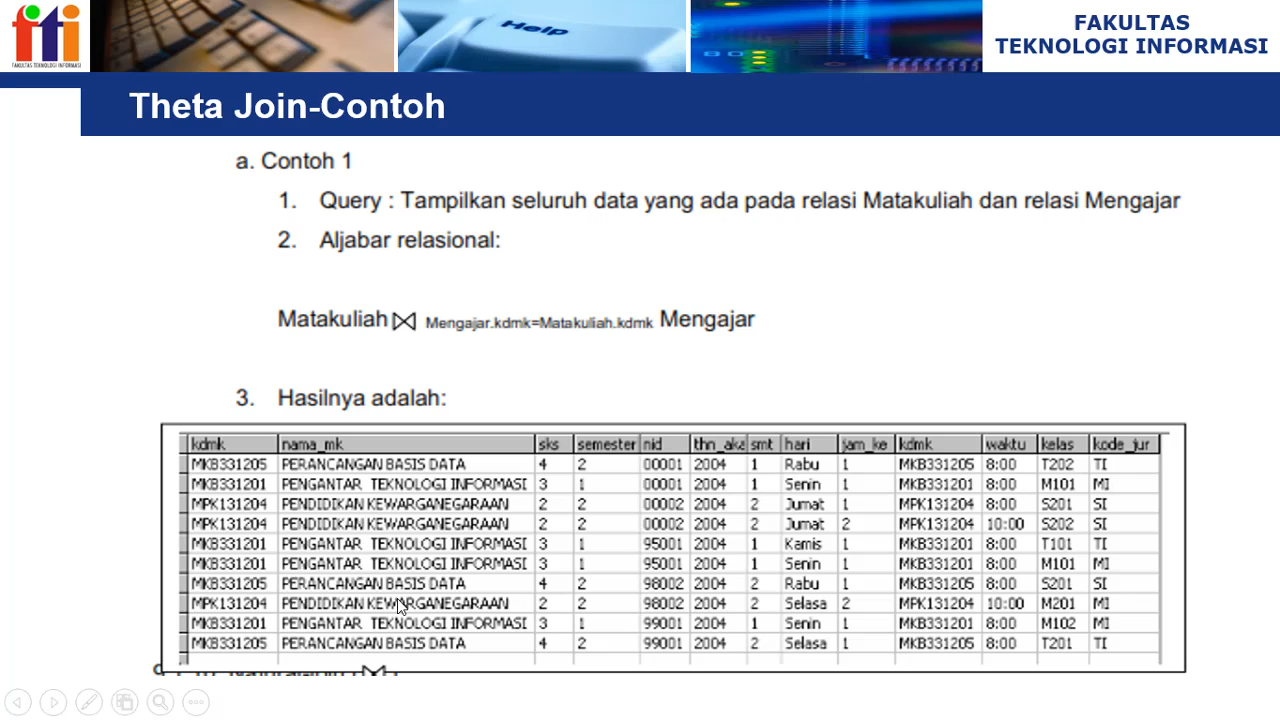 fti
FAKULTAS TEKNOLOGI INFORMASI
Help
FAKULTAS
TEKNOLOGI INFORMASI
Theta Join-Contoh
a. Contoh 1
1. Query : Tampilkan seluruh data yang ada pada relasi Matakuliah dan relasi Mengajar
2. Aljabar relasional:
Matakuliah ⋈ Mengajar.kdmk=Matakuliah.kdmk Mengajar
3. Hasilnya adalah:
kdmk nama_mk sks semester nid thn_aka smt hari jam_ke kdmk waktu kelas kode_jur
MKB331205 PERANCANGAN BASIS DATA 4 2 00001 2004 1 Rabu 1 MKB331205 8:00 T202 TI
MKB331201 PENGANTAR TEKNOLOGI INFORMASI 3 1 00001 2004 1 Senin 1 MKB331201 8:00 M101 MI
MPK131204 PENDIDIKAN KEWARGANEGARAAN 2 2 00002 2004 2 Jumat 1 MPK131204 8:00 S201 SI
MPK131204 PENDIDIKAN KEWARGANEGARAAN 2 2 00002 2004 2 Jumat 2 MPK131204 10:00 S202 SI
MKB331201 PENGANTAR TEKNOLOGI INFORMASI 3 1 95001 2004 1 Kamis 1 MKB331201 8:00 T101 TI
MKB331201 PENGANTAR TEKNOLOGI INFORMASI 3 1 95001 2004 1 Senin 1 MKB331201 8:00 M101 MI
MKB331205 PERANCANGAN BASIS DATA 4 2 98002 2004 2 Rabu 1 MKB331205 8:00 S201 SI
MPK131204 PENDIDIKAN KEWARGANEGARAAN 2 2 98002 2004 2 Selasa 2 MPK131204 10:00 M201 MI
MKB331201 PENGANTAR TEKNOLOGI INFORMASI 3 1 99001 2004 1 Senin 1 MKB331201 8:00 M102 MI
MKB331205 PERANCANGAN BASIS DATA 4 2 99001 2004 2 Selasa 1 MKB331205 8:00 T201 TI